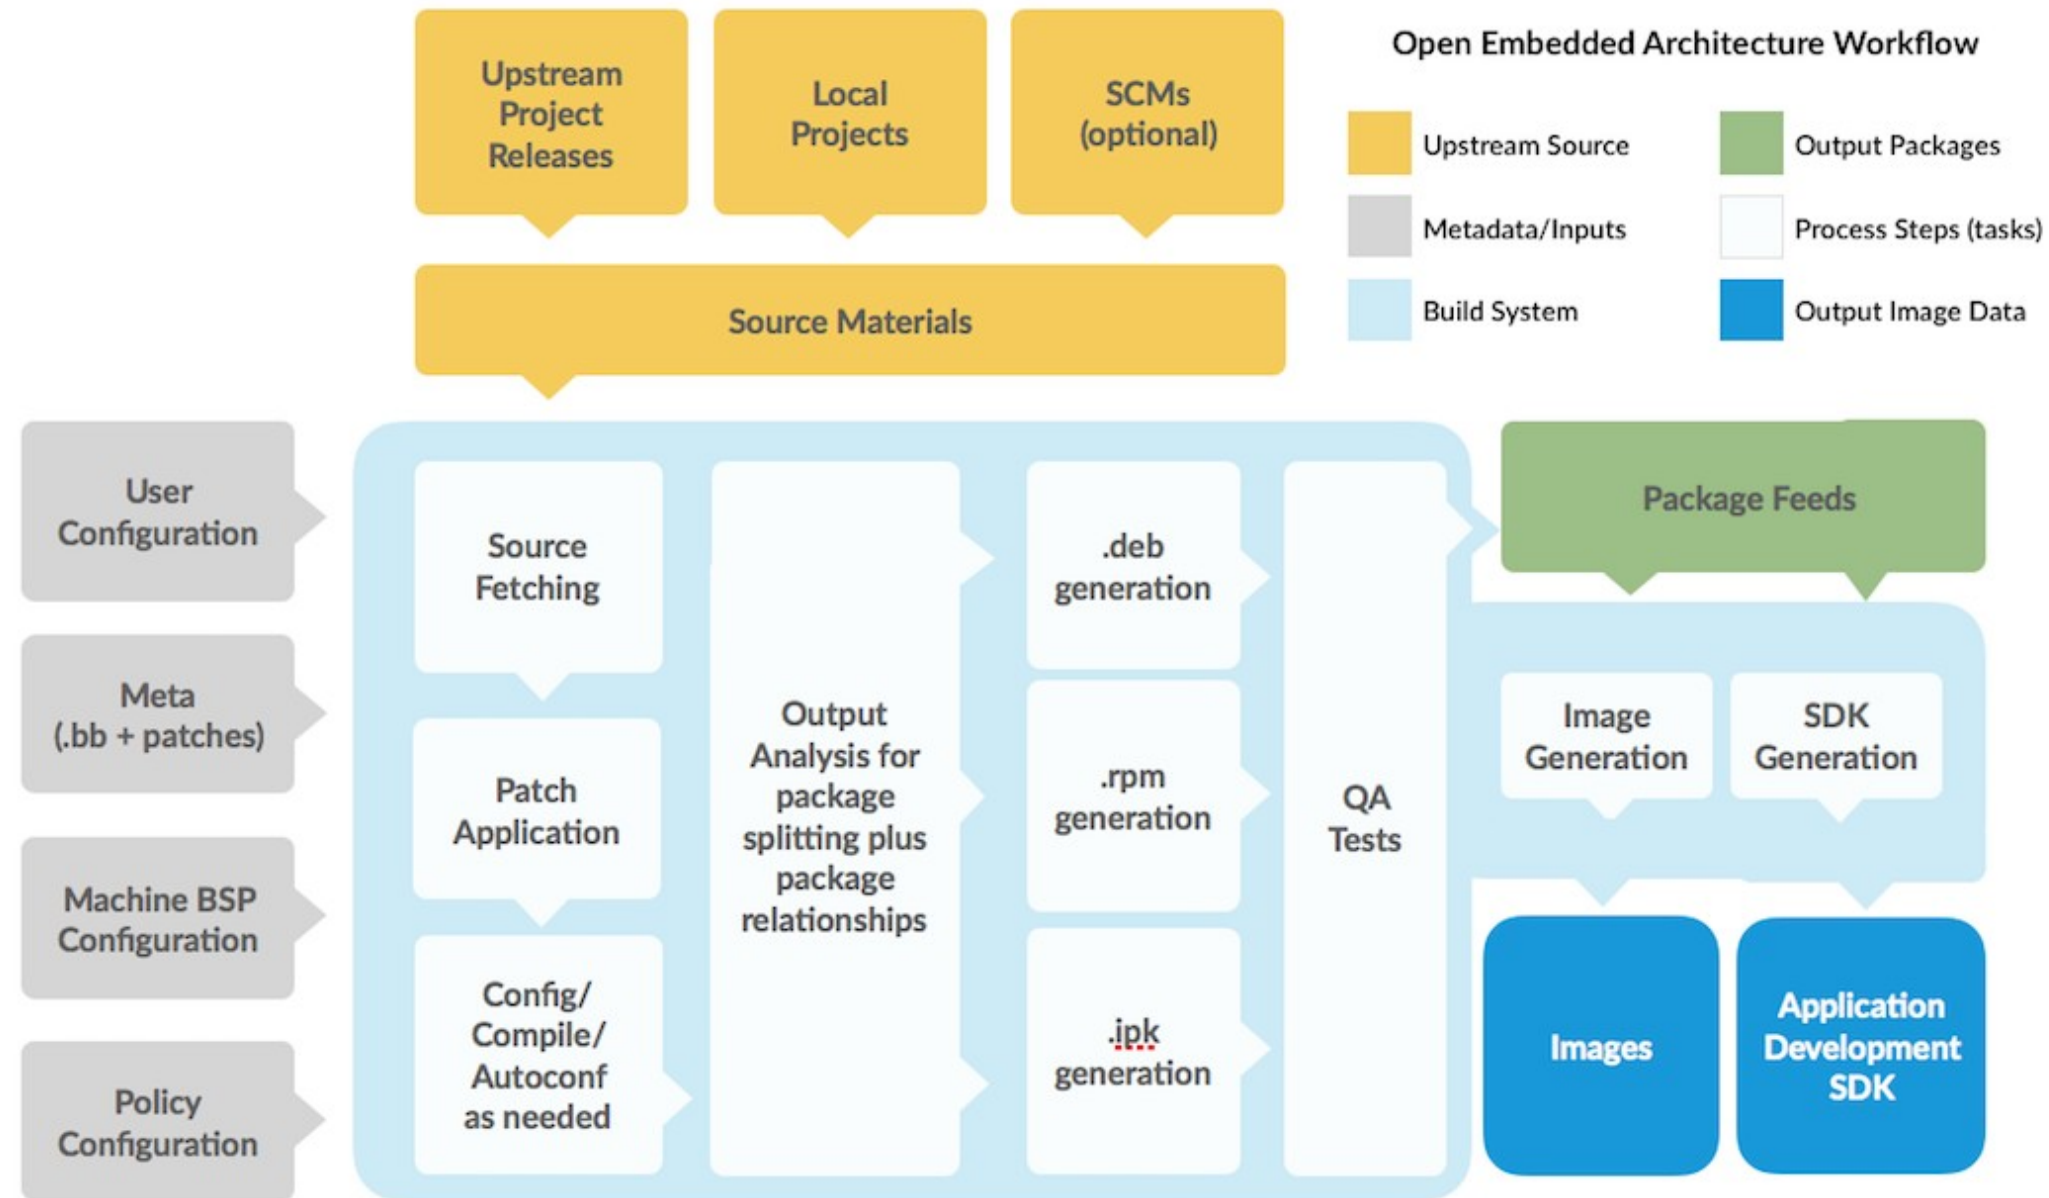 Upstream
Project
Releases
Local
Projects
SCMs
(optional)
Open Embedded Architecture Workflow
Upstream Source
Output Packages
Metadata/Inputs
Process Steps (tasks)
Build System
Output Image Data
Source Materials
User
Configuration
Meta
(.bb + patches)
Machine BSP
Configuration
Policy
Configuration
Source
Fetching
Patch
Application
Config/
Compile/
Autoconf
as needed
Output
Analysis for
package
splitting plus
package
relationships
.deb
generation
.rpm
generation
.ipk
generation
QA
Tests
Package Feeds
Image
Generation
SDK
Generation
Images
Application
Development
SDK